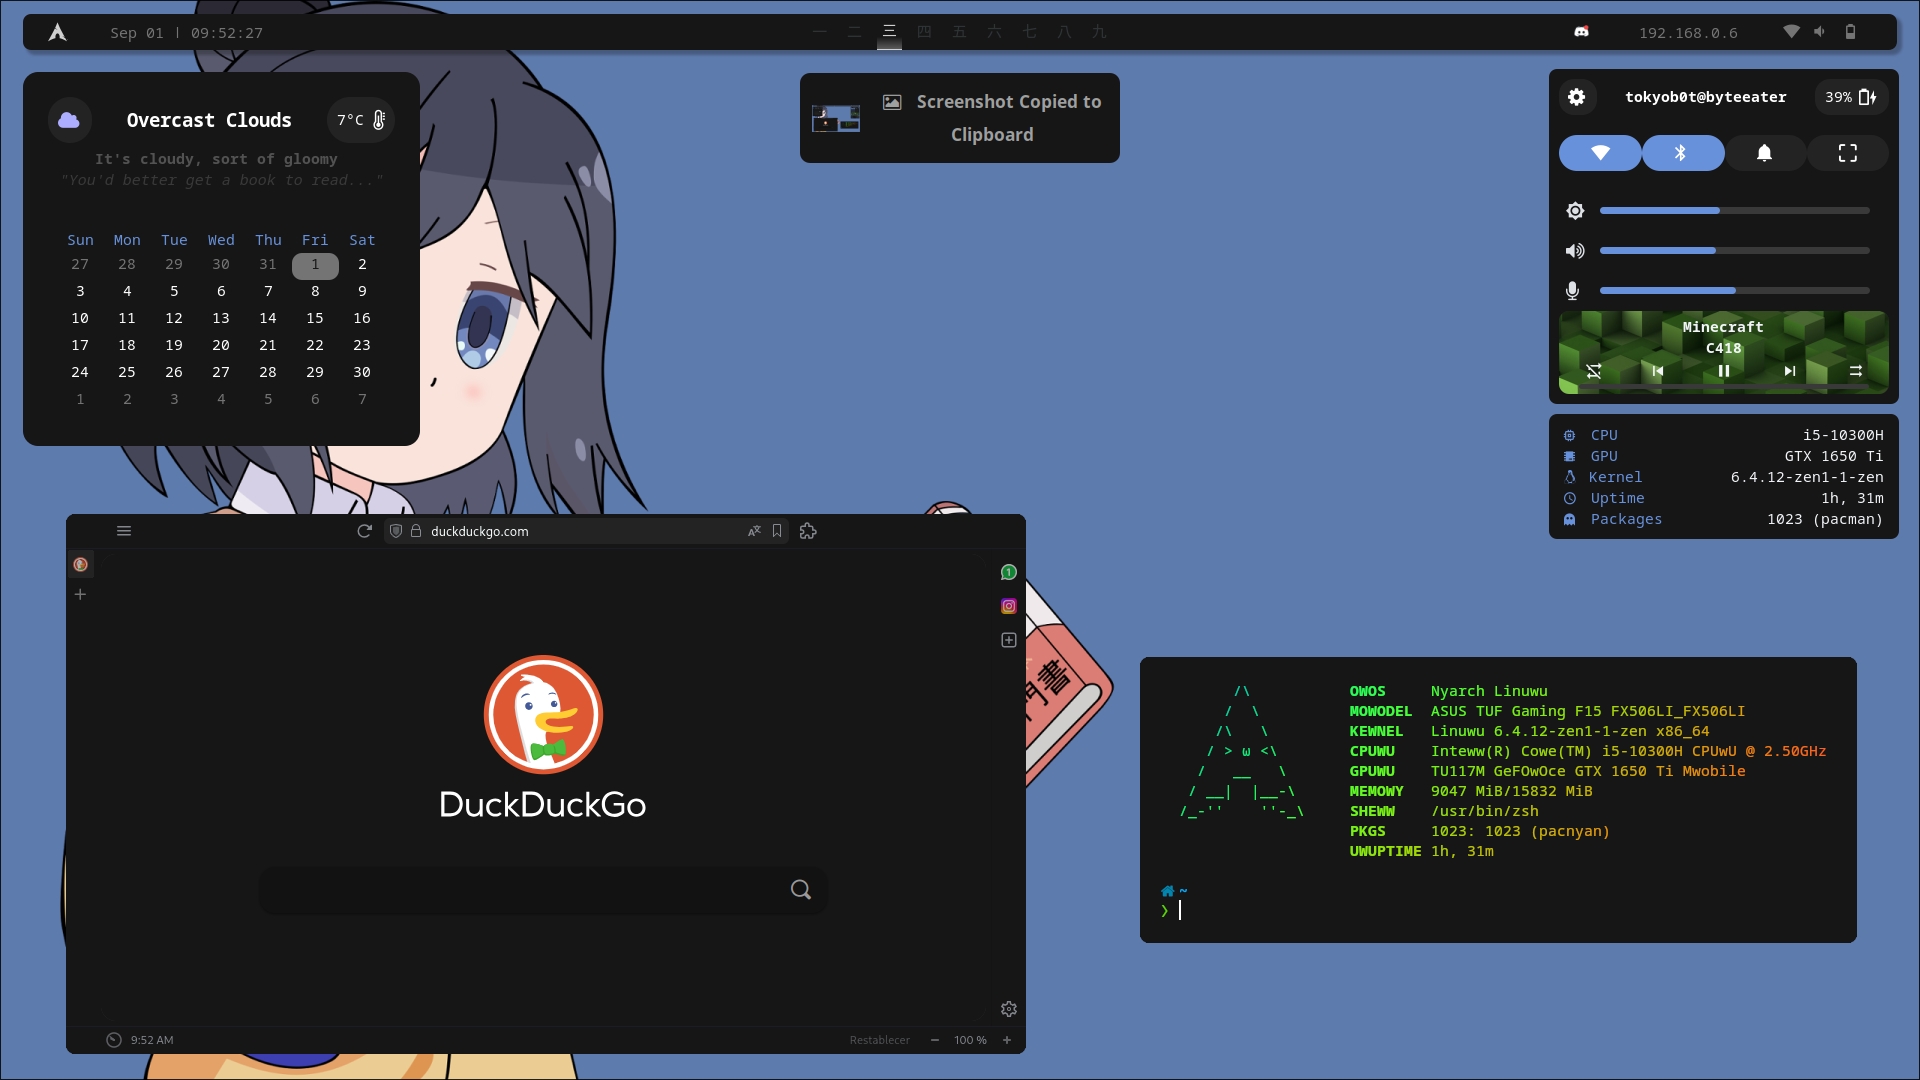 Sep 01 | 09:52:27
一 二 三 四 五 六 七 八 九
192.168.0.6
Overcast Clouds
7°C
It's cloudy, sort of gloomy
"You'd better get a book to read..."
Sun Mon Tue Wed Thu Fri Sat
27 28 29 30 31 1 2
3 4 5 6 7 8 9
10 11 12 13 14 15 16
17 18 19 20 21 22 23
24 25 26 27 28 29 30
1 2 3 4 5 6 7
Screenshot Copied to
Clipboard
tokyob0t@byteeater
39%
Minecraft
C418
CPU i5-10300H
GPU GTX 1650 Ti
Kernel 6.4.12-zen1-1-zen
Uptime 1h, 31m
Packages 1023 (pacman)
duckduckgo.com
1
DuckDuckGo
9:52 AM
Restablecer
100 %
門書
/\
/  \
/\   \
/ > ω <\
/   __   \
/ __|  |__-\
/_-''    ''-_\
OWOS Nyarch Linuwu
MOWODEL ASUS TUF Gaming F15 FX506LI_FX506LI
KEWNEL Linuwu 6.4.12-zen1-1-zen x86_64
CPUWU Inteww(R) Cowe(TM) i5-10300H CPUwU @ 2.50GHz
GPUWU TU117M GeFOwOce GTX 1650 Ti Mwobile
MEMOWY 9047 MiB/15832 MiB
SHEWW /usr/bin/zsh
PKGS 1023: 1023 (pacnyan)
UWUPTIME 1h, 31m
~
❯